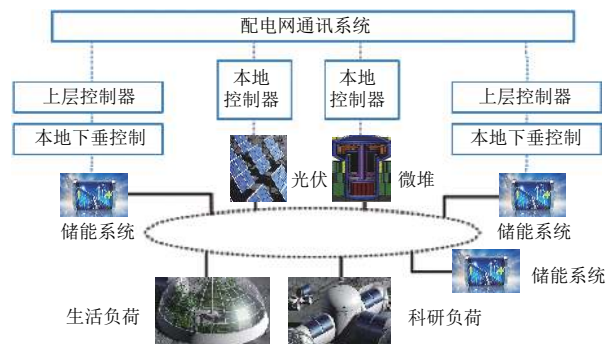 配电网通讯系统
上层控制器
本地
控制器
本地
控制器
上层控制器
本地下垂控制
本地下垂控制
光伏
微堆
储能系统
储能系统
储能系统
生活负荷
科研负荷